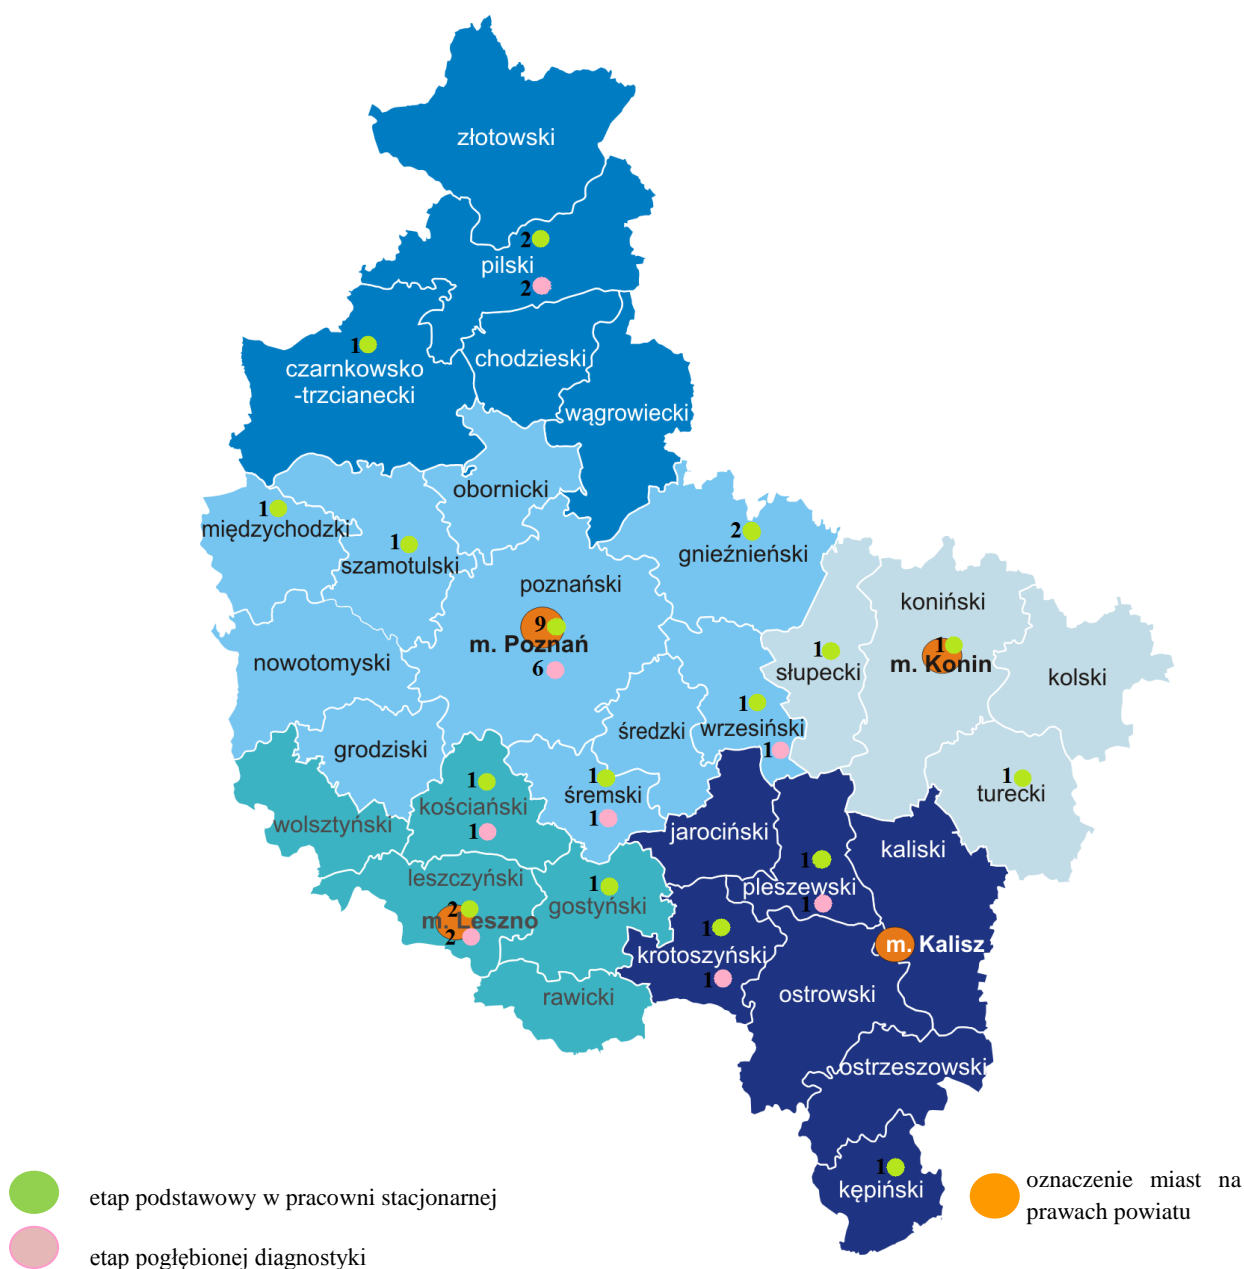 złotowski
2
pilski
2
1
czarnkowsko
-trzcianecki
chodzieski
wągrowiecki
obornicki
1
międzychodzki
1
szamotulski
2
gnieźnieński
poznański
9
m. Poznań
6
nowotomyski
koniński
1
m. Konin
1
słupecki
kolski
1
wrzesiński
1
średzki
grodziski
1
śremski
1
1
kościański
1
wolsztyński
1
turecki
jarociński
kaliski
1
pleszewski
1
leszczyński
2
m. Leszno
2
1
gostyński
1
krotoszyński
1
m. Kalisz
ostrowski
rawicki
ostrzeszowski
1
kępiński
etap podstawowy w pracowni stacjonarnej
etap pogłębionej diagnostyki
oznaczenie miast na
prawach powiatu